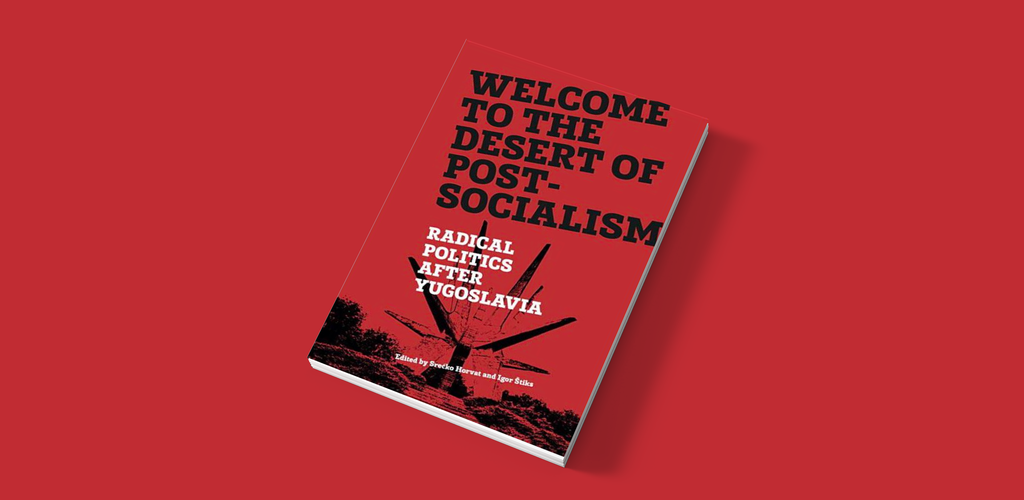 WELCOME
TO THE
DESERT OF
POST-
SOCIALISM
RADICAL
POLITICS
AFTER
YUGOSLAVIA
Edited by Srećko Horvat and Igor Štiks